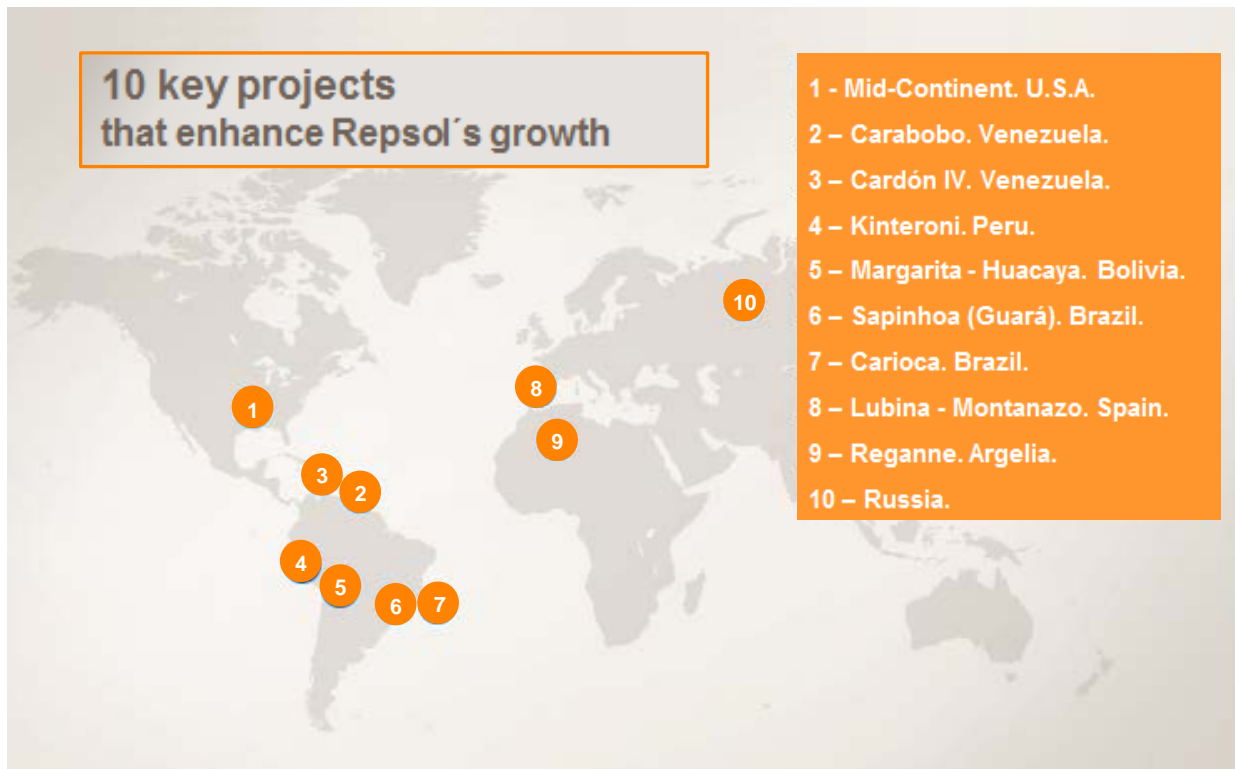 10 key projects
that enhance Repsol´s growth
1 - Mid-Continent. U.S.A.
2 – Carabobo. Venezuela.
3 – Cardón IV. Venezuela.
4 – Kinteroni. Peru.
5 – Margarita - Huacaya. Bolivia.
6 – Sapinhoa (Guará). Brazil.
7 – Carioca. Brazil.
8 – Lubina - Montanazo. Spain.
9 – Reganne. Argelia.
10 – Russia.
10
8
1
9
3
2
4
5
6
7